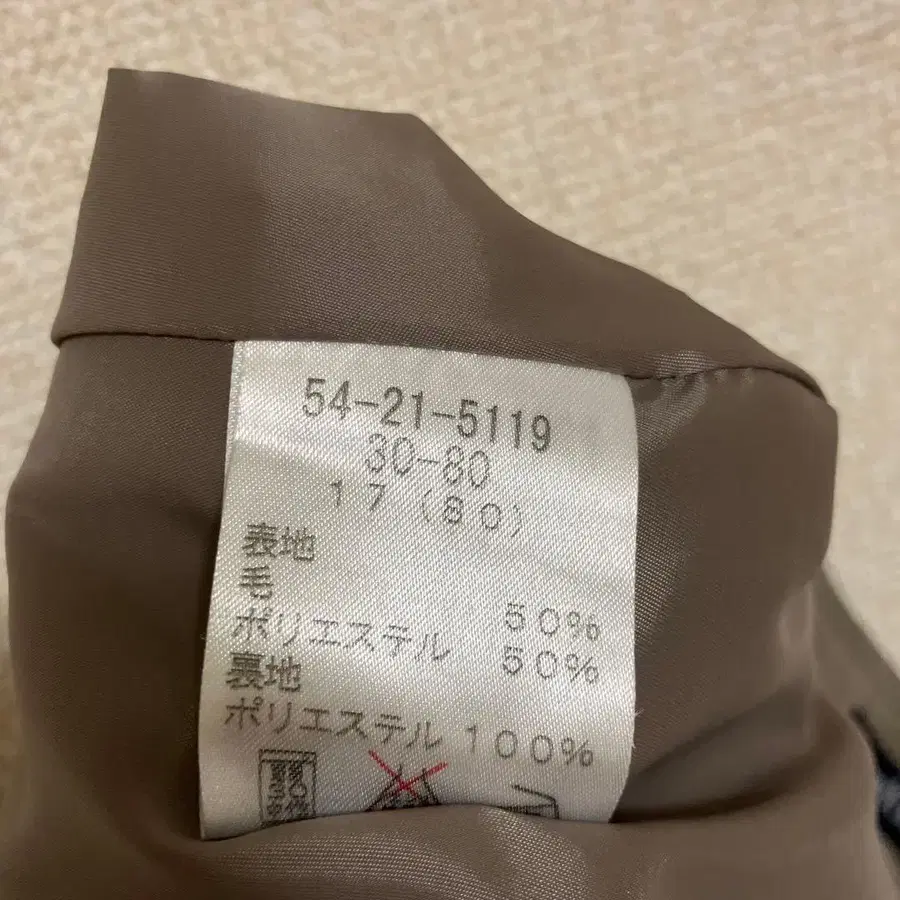 54-21-5119
30-80
17(80)
表地
毛 50%
ポリエステル 50%
裏地
ポリエステル 100%